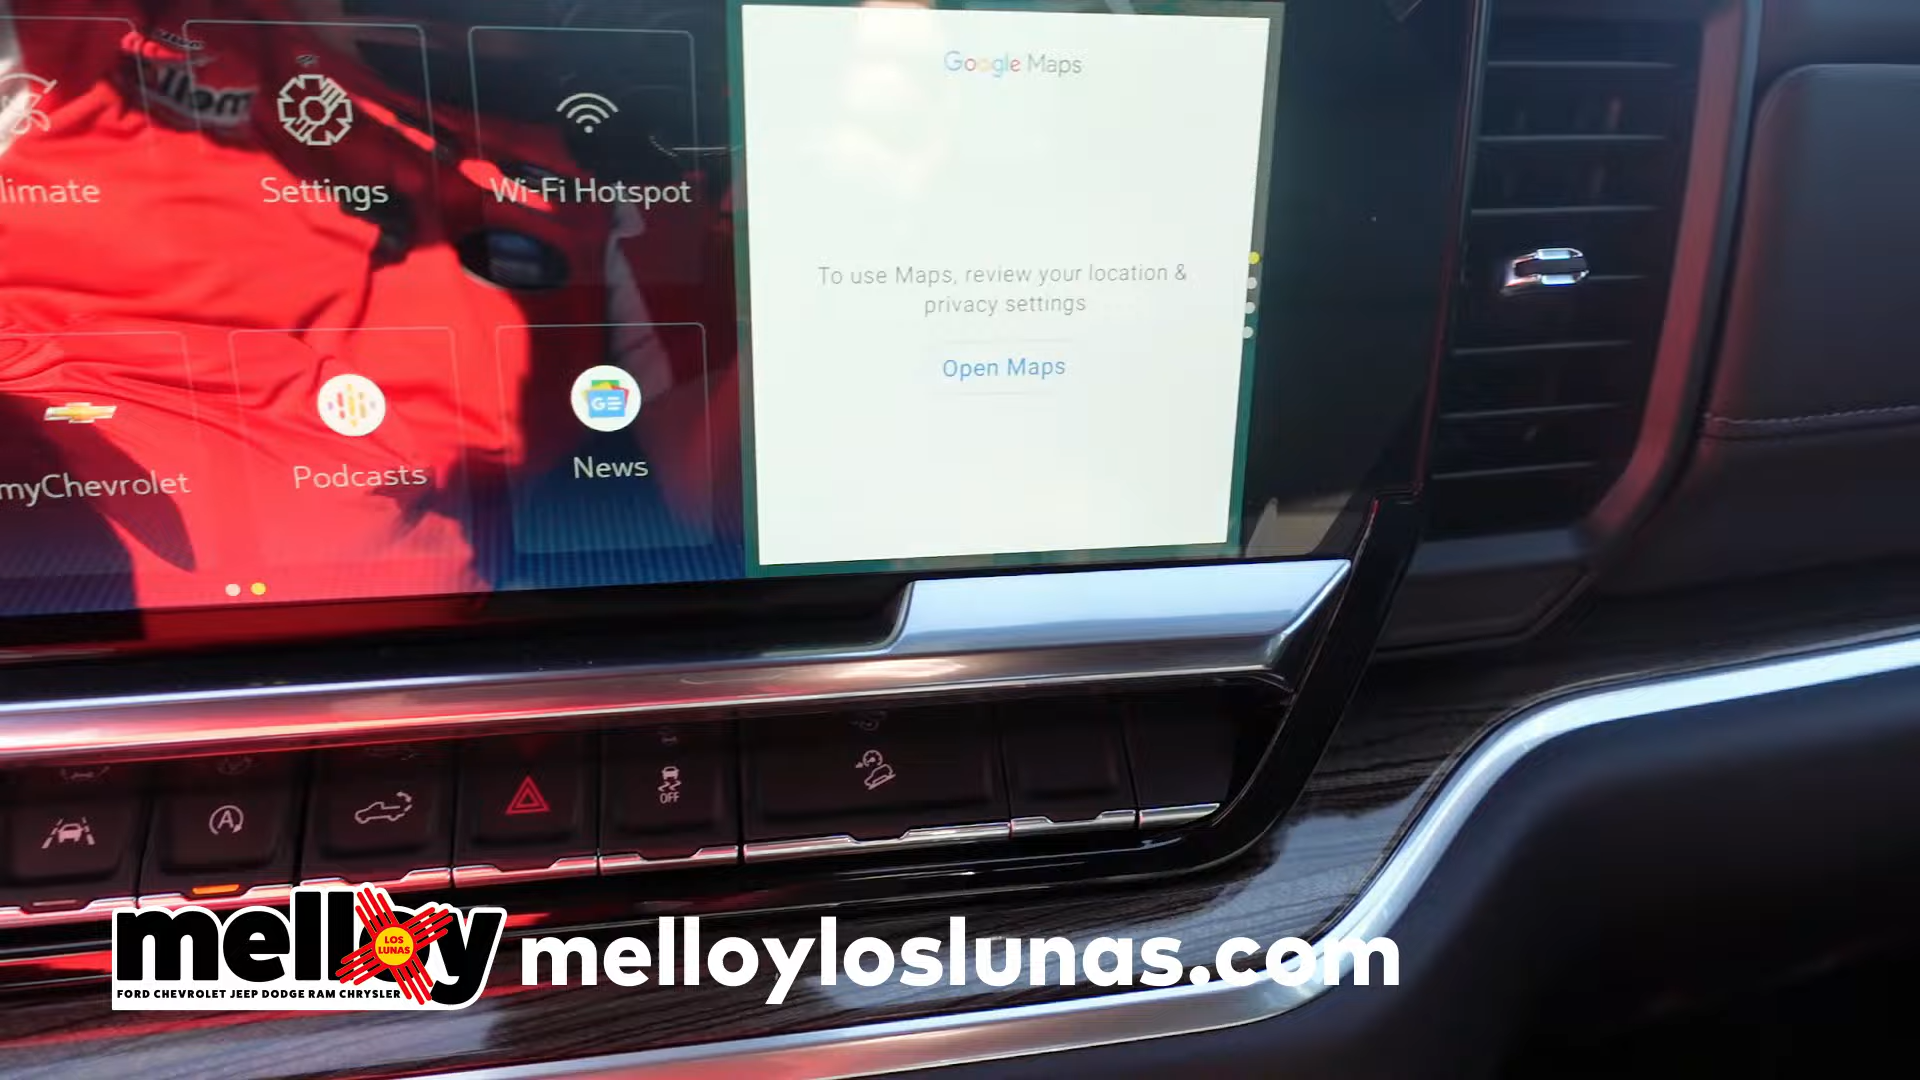 Google Maps
limate
Settings
Wi-Fi Hotspot
To use Maps, review your location &
privacy settings
Open Maps
myChevrolet
Podcasts
News
G
A
OFF
melloy
LOS
LUNAS
FORD CHEVROLET JEEP DODGE RAM CHRYSLER
melloyloslunas.com